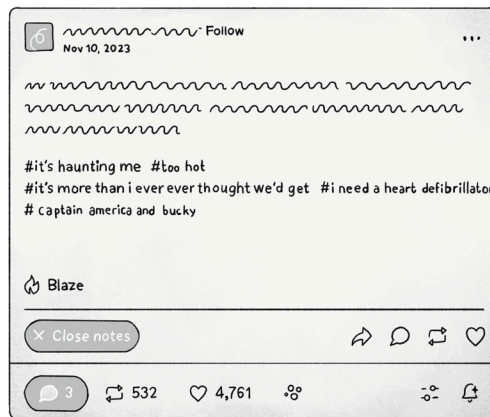 Follow
Nov 10, 2023
#it's haunting me #too hot
#it's more than i ever ever thought we'd get #i need a heart defibrillator
# captain america and bucky
Blaze
× Close notes
3 532 4,761